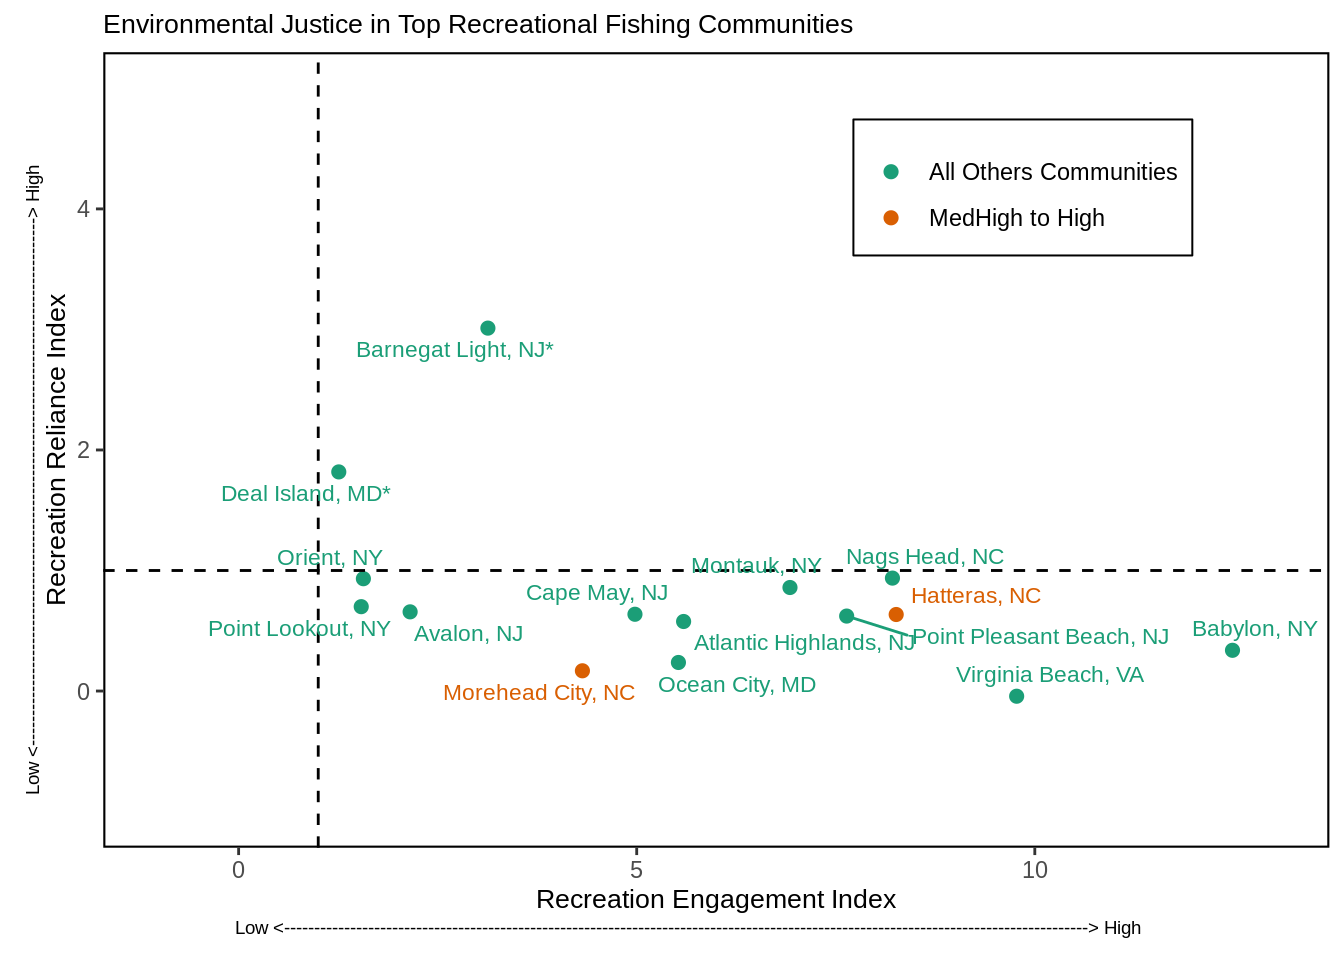 Environmental Justice in Top Recreational Fishing Communities
Low <-----------------------------------------------------------------------------------------------> High
Recreation Reliance Index
4
2
0
All Others Communities
MedHigh to High
Barnegat Light, NJ*
Deal Island, MD*
Orient, NY
Montauk, NY
Nags Head, NC
Cape May, NJ
Hatteras, NC
Point Lookout, NY
Avalon, NJ
Atlantic Highlands, NJ
Point Pleasant Beach, NJ
Babylon, NY
Virginia Beach, VA
Morehead City, NC
Ocean City, MD
0
5
10
Recreation Engagement Index
Low <--------------------------------------------------------------------------------------------------------------------------------------> High